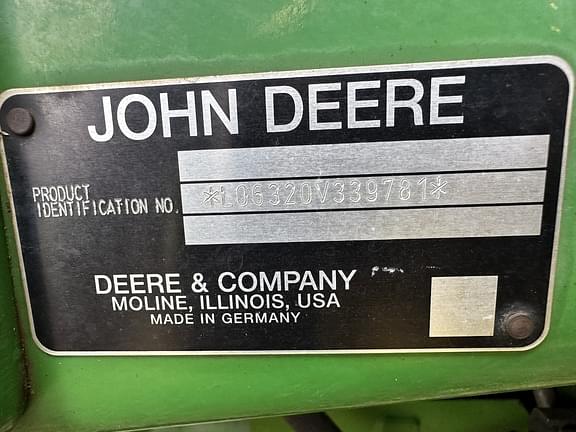 JOHN DEERE
PRODUCT
IDENTIFICATION NO.
*L06320V339781*
DEERE & COMPANY
MOLINE, ILLINOIS, USA
MADE IN GERMANY